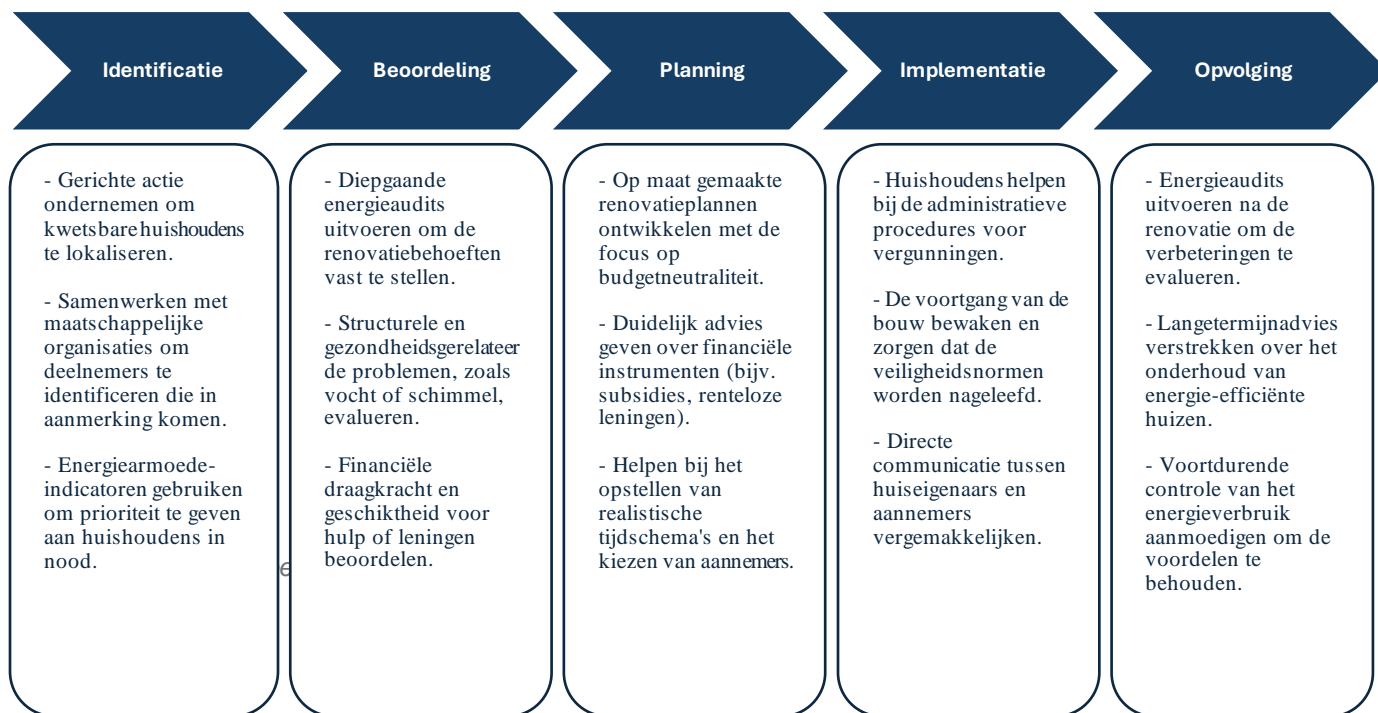 Identificatie
Beoordeling
Planning
Implementatie
Opvolging
- Gerichte actie
ondernemen om
kwetsbare huishoudens
te lokaliseren.
- Samenwerken met
maatschappelijke
organisaties om
deelnemers te
identificeren die in
aanmerking komen.
- Energiearmoede-
indicatoren gebruiken
om prioriteit te geven
aan huishoudens in
nood.
e
- Diepgaande
energieaudits
uitvoeren om de
renovatiebehoeften
vast te stellen.
- Structurele en
gezondheidsgerelateer
de problemen, zoals
vocht of schimmel,
evalueren.
- Financiële
draagkracht en
geschiktheid voor
hulp of leningen
beoordelen.
- Op maat gemaakte
renovatieplannen
ontwikkelen met de
focus op
budgetneutraliteit.
- Duidelijk advies
geven over financiële
instrumenten (bijv.
subsidies, renteloze
leningen).
- Helpen bij het
opstellen van
realistische
tijdschema's en het
kiezen van aannemers.
- Huishoudens helpen
bij de administratieve
procedures voor
vergunningen.
- De voortgang van de
bouw bewaken en
zorgen dat de
veiligheidsnormen
worden nageleefd.
- Directe
communicatie tussen
huiseigenaars en
aannemers
vergemakkelijken.
- Energieaudits
uitvoeren na de
renovatie om de
verbeteringen te
evalueren.
- Langetermijnadvies
verstrekken over het
onderhoud van
energie-efficiënte
huizen.
- Voortdurende
controle van het
energieverbruik
aanmoedigen om de
voordelen te
behouden.